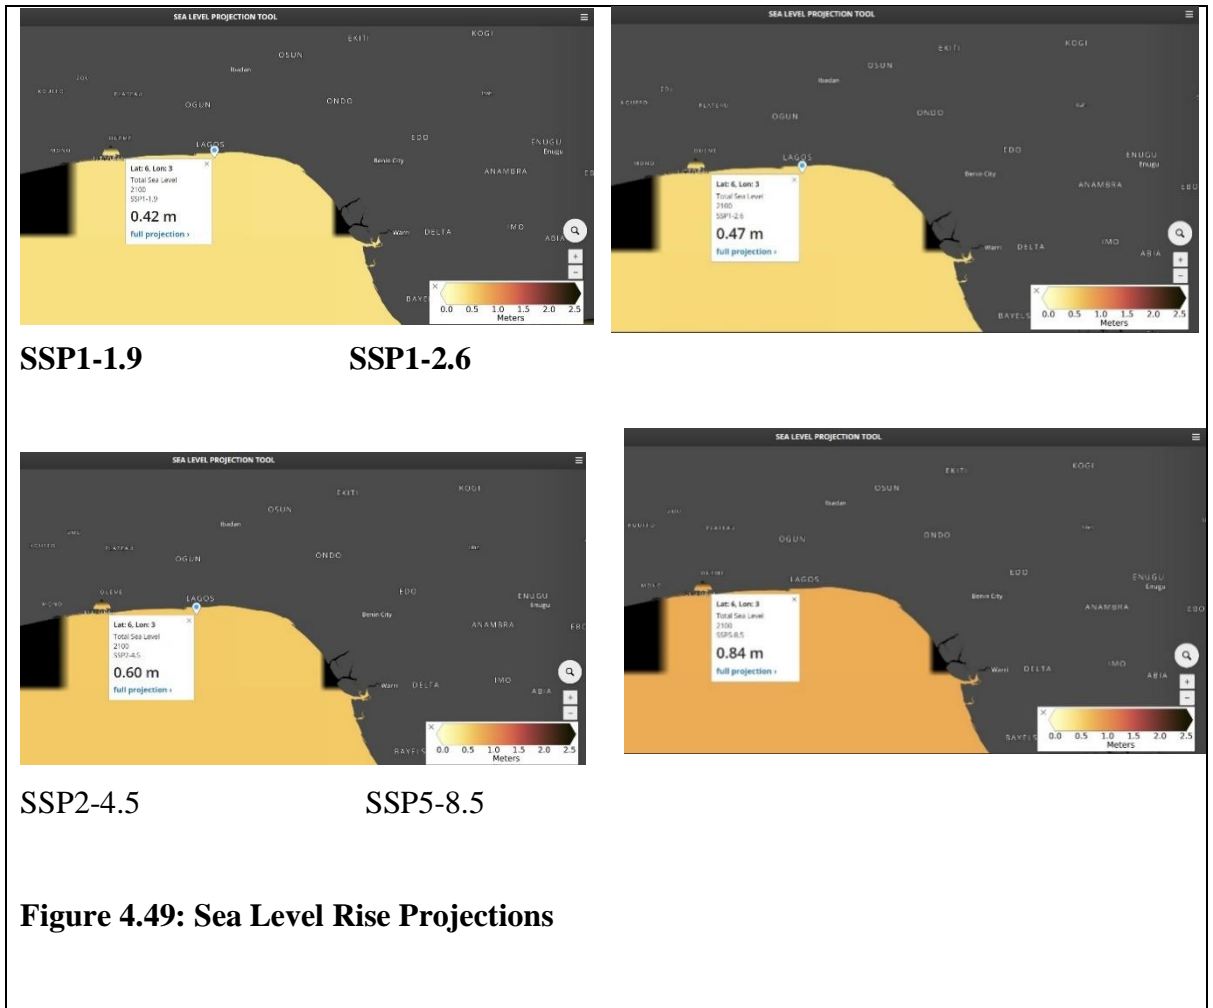 SEA LEVEL PROJECTION TOOL
EKITI
KOGI
OSUN
Ibadan
OGUN
ONDO
EDO
ENUGU
Enugu
LAGOS
Benin City
ANAMBRA
Lat: 6, Lon: 3
Total Sea Level
2100
SSP1-1.9
0.42 m
full projection ›
Warri
DELTA
IMO
ABIA
BAYE
0.0 0.5 1.0 1.5 2.0 2.5
Meters
SEA LEVEL PROJECTION TOOL
EKITI
KOGI
OSUN
Ibadan
PLATEAU
OGUN
ONDO
EDO
ENUGU
Enugu
LAGOS
Benin City
ANAMBRA
EBO
Lat: 6, Lon: 3
Total Sea Level
2100
SSP1-2.6
0.47 m
full projection ›
Warri
DELTA
IMO
ABIA
BAYELS
0.0 0.5 1.0 1.5 2.0 2.5
Meters
SSP1-1.9 SSP1-2.6
SEA LEVEL PROJECTION TOOL
EKITI
KOGI
OSUN
Ibadan
OGUN
ONDO
EDO
ENUGU
Enugu
LAGOS
Benin City
ANAMBRA
EBO
Lat: 6, Lon: 3
Total Sea Level
2100
SSP2-4.5
0.60 m
full projection ›
Warri
DELTA
IMO
ABIA
BAYELS
0.0 0.5 1.0 1.5 2.0 2.5
Meters
SEA LEVEL PROJECTION TOOL
EKITI
KOGI
OSUN
Ibadan
OGUN
ONDO
EDO
ENUGU
Enugu
LAGOS
Benin City
ANAMBRA
EBO
Lat: 6, Lon: 3
Total Sea Level
2100
SSP5-8.5
0.84 m
full projection ›
Warri
DELTA
IMO
ABIA
BAYELS
0.0 0.5 1.0 1.5 2.0 2.5
Meters
SSP2-4.5 SSP5-8.5
Figure 4.49: Sea Level Rise Projections